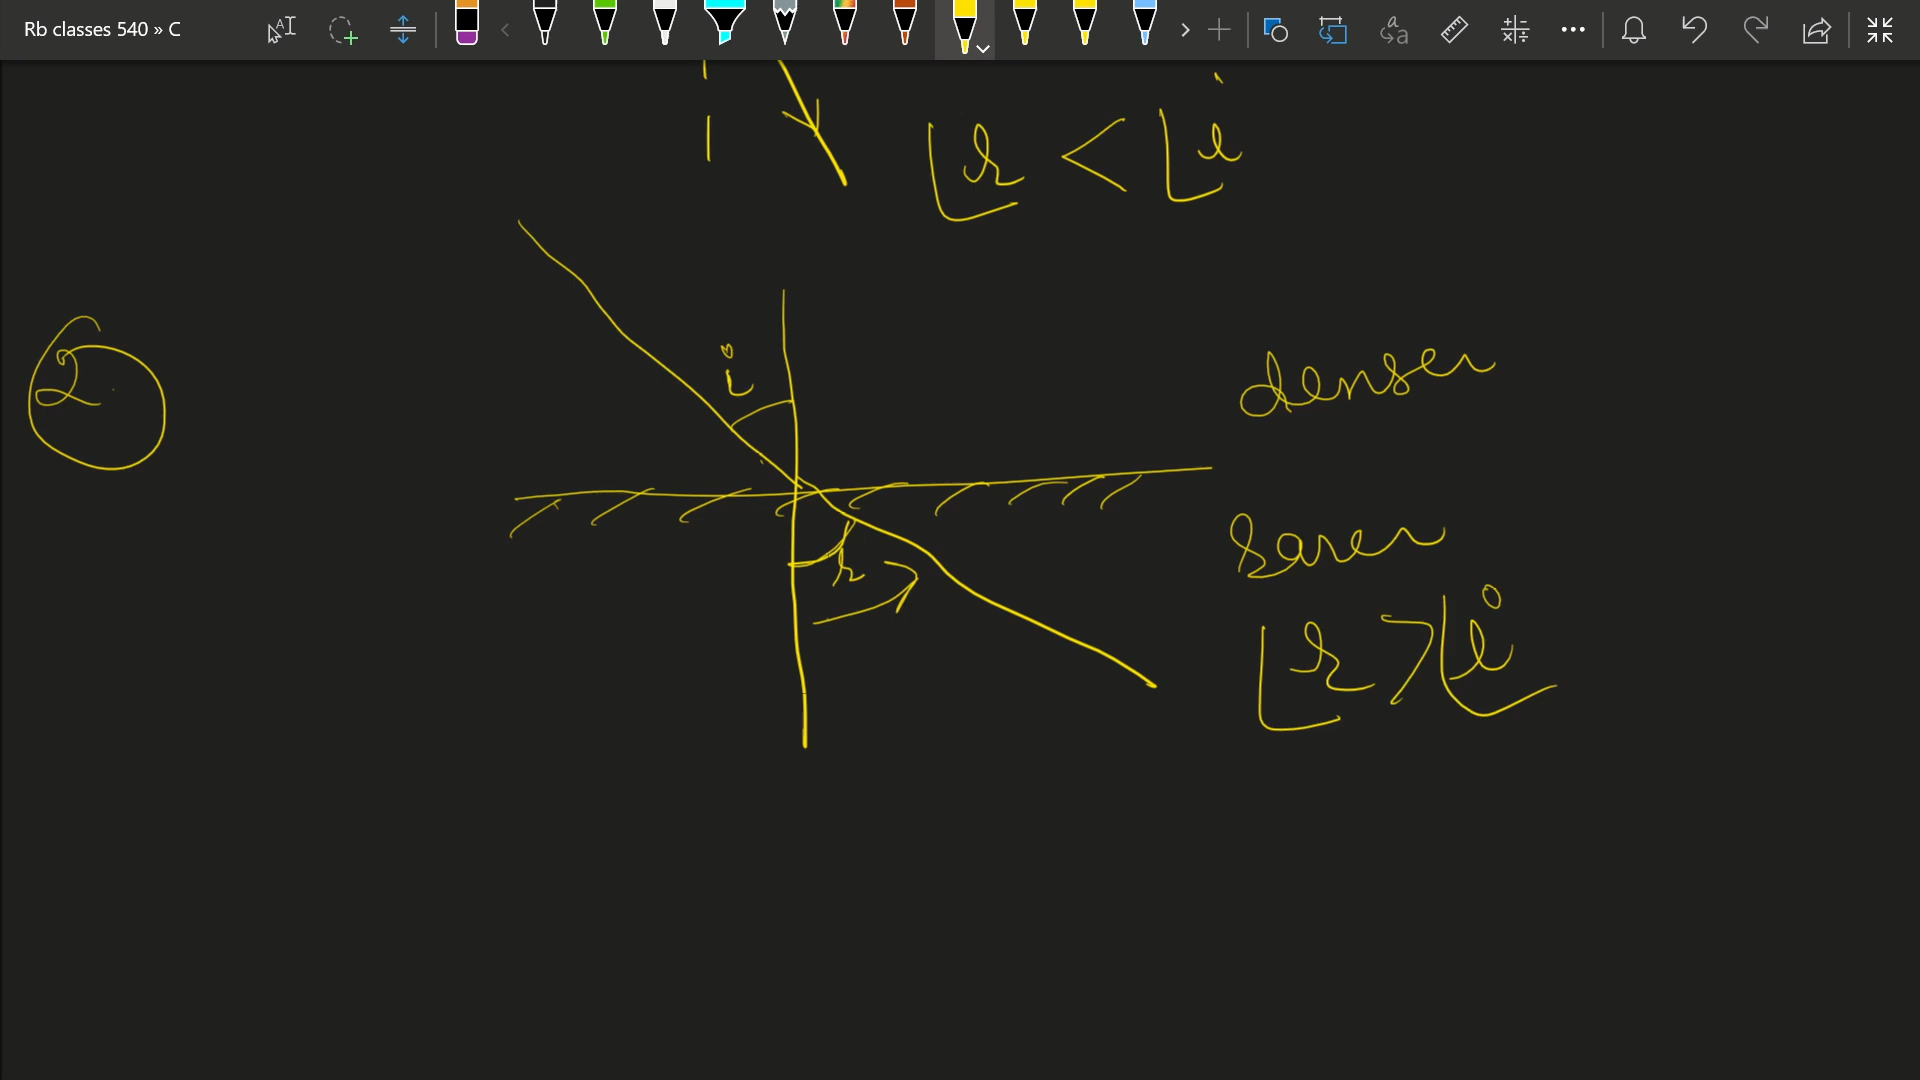 Rb classes 540 » C
∠r < ∠i
2
i
denser
rarer
r
∠r > ∠i